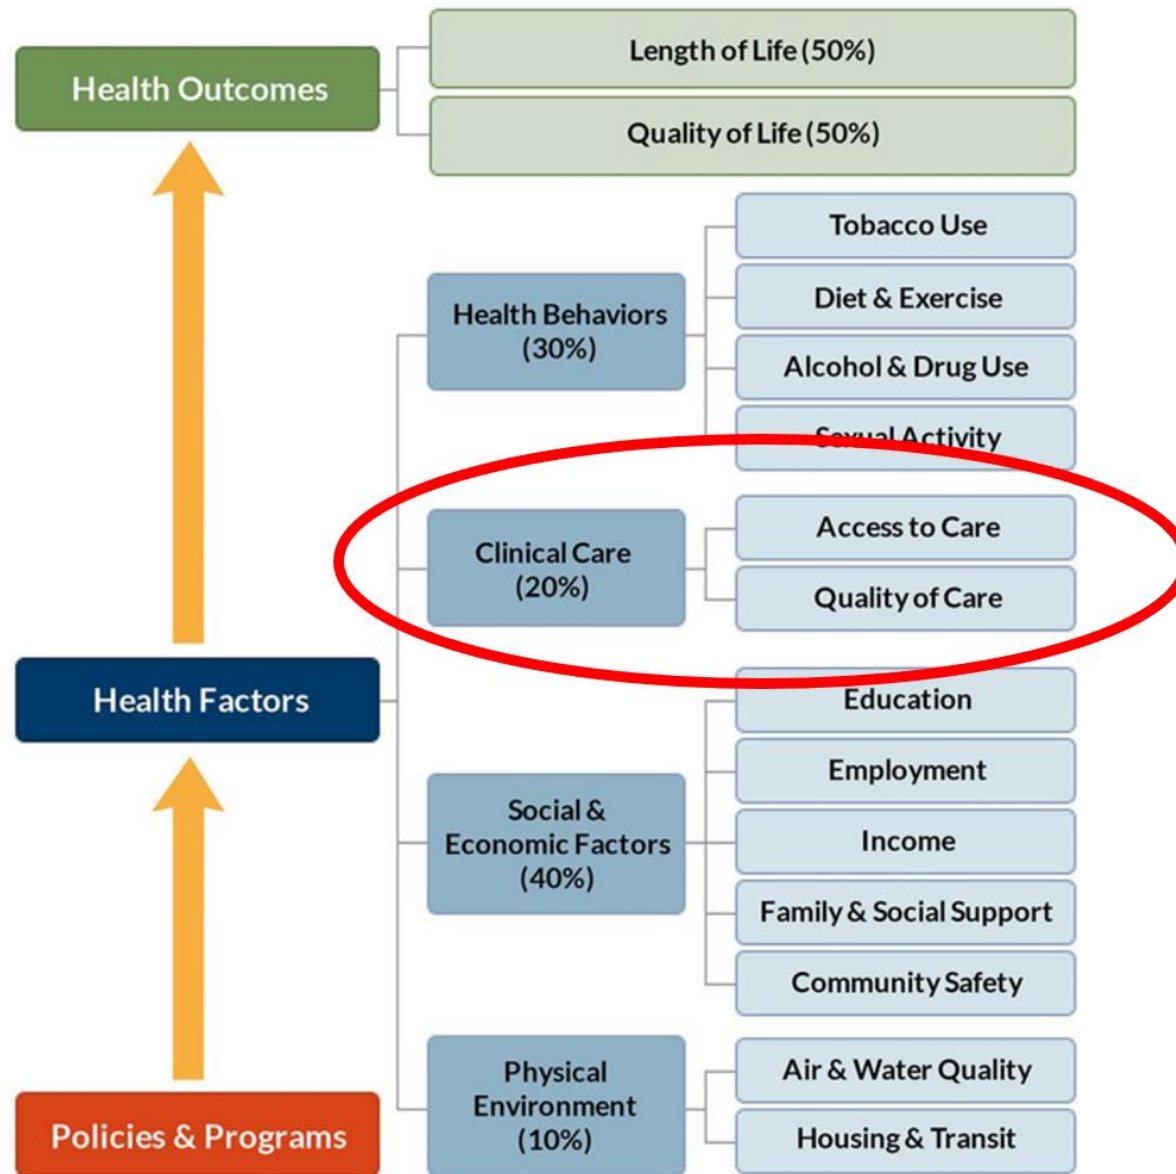 Health Outcomes
Length of Life (50%)
Quality of Life (50%)
Health Factors
Health Behaviors
(30%)
Tobacco Use
Diet & Exercise
Alcohol & Drug Use
Sexual Activity
Clinical Care
(20%)
Access to Care
Quality of Care
Social &
Economic Factors
(40%)
Education
Employment
Income
Family & Social Support
Community Safety
Physical
Environment
(10%)
Air & Water Quality
Housing & Transit
Policies & Programs